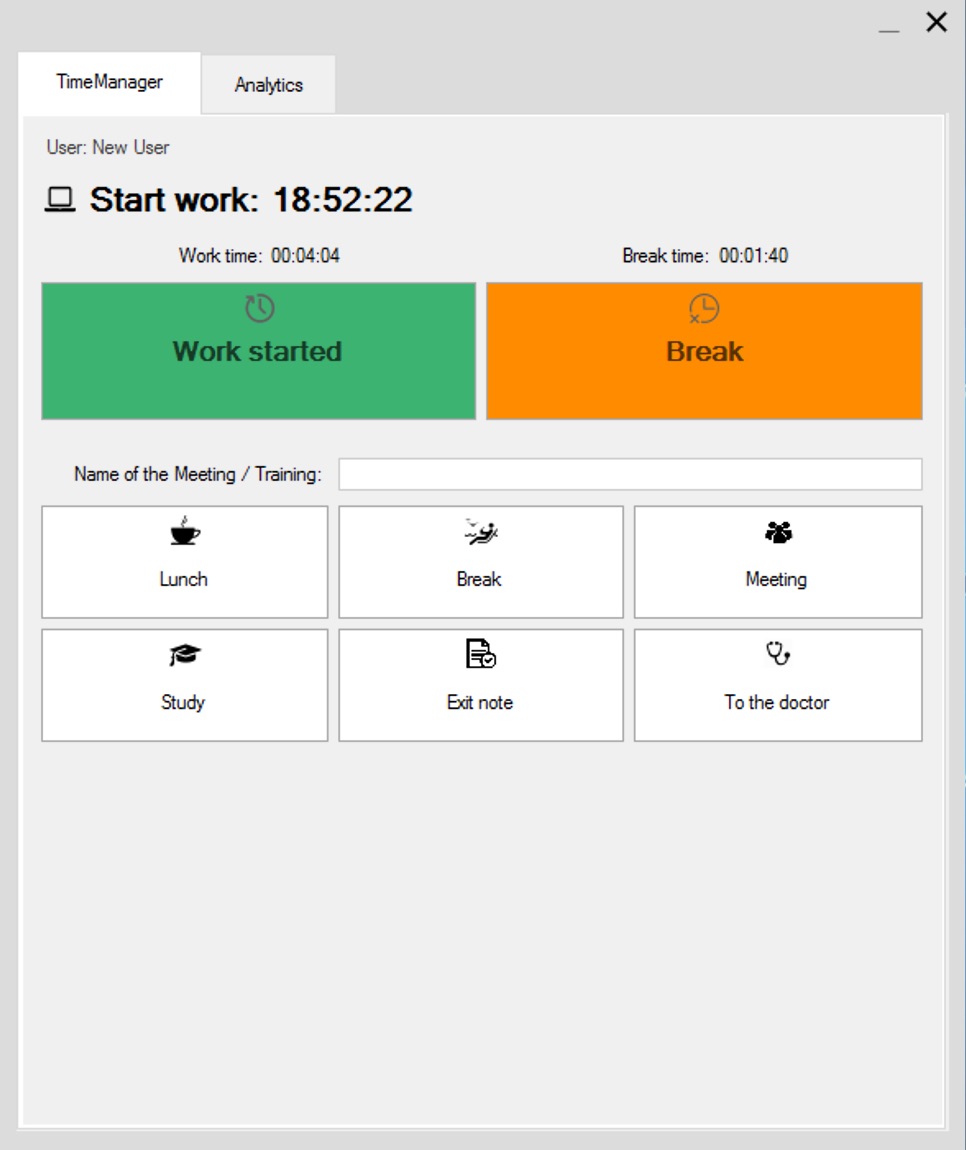 TimeManager Analytics
User: New User
Start work: 18:52:22
Work time: 00:04:04 Break time: 00:01:40
Work started Break
Name of the Meeting / Training:
Lunch Break Meeting
Study Exit note To the doctor